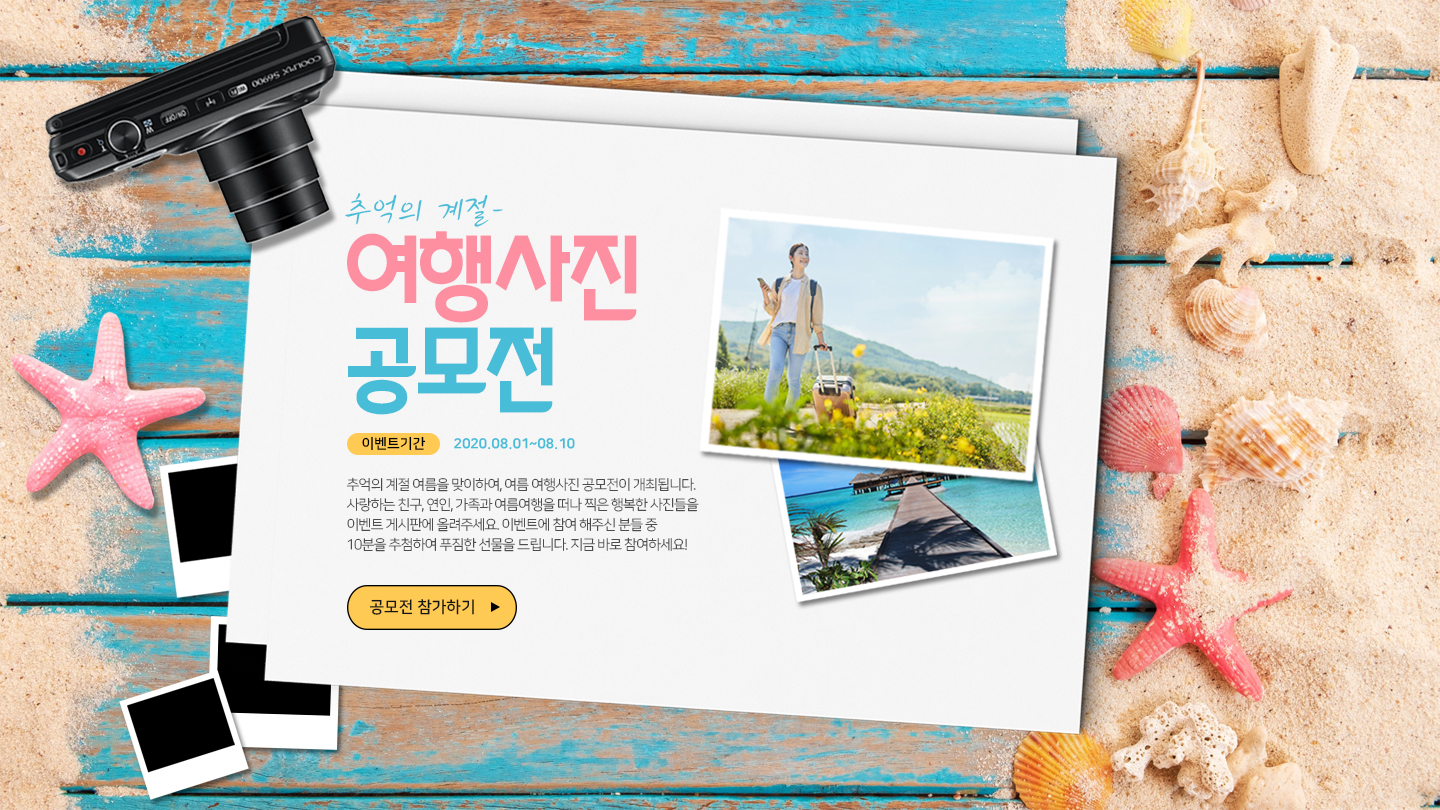 COOLPIX S6900
ON/OFF
W
추억의 계절-
여행사진
공모전
이벤트기간 2020.08.01~08.10
추억의 계절 여름을 맞이하여, 여름 여행사진 공모전이 개최됩니다.
사랑하는 친구, 연인, 가족과 여름여행을 떠나 찍은 행복한 사진들을
이벤트 게시판에 올려주세요. 이벤트에 참여 해주신 분들 중
10분을 추첨하여 푸짐한 선물을 드립니다. 지금 바로 참여하세요!
공모전 참가하기 ▶